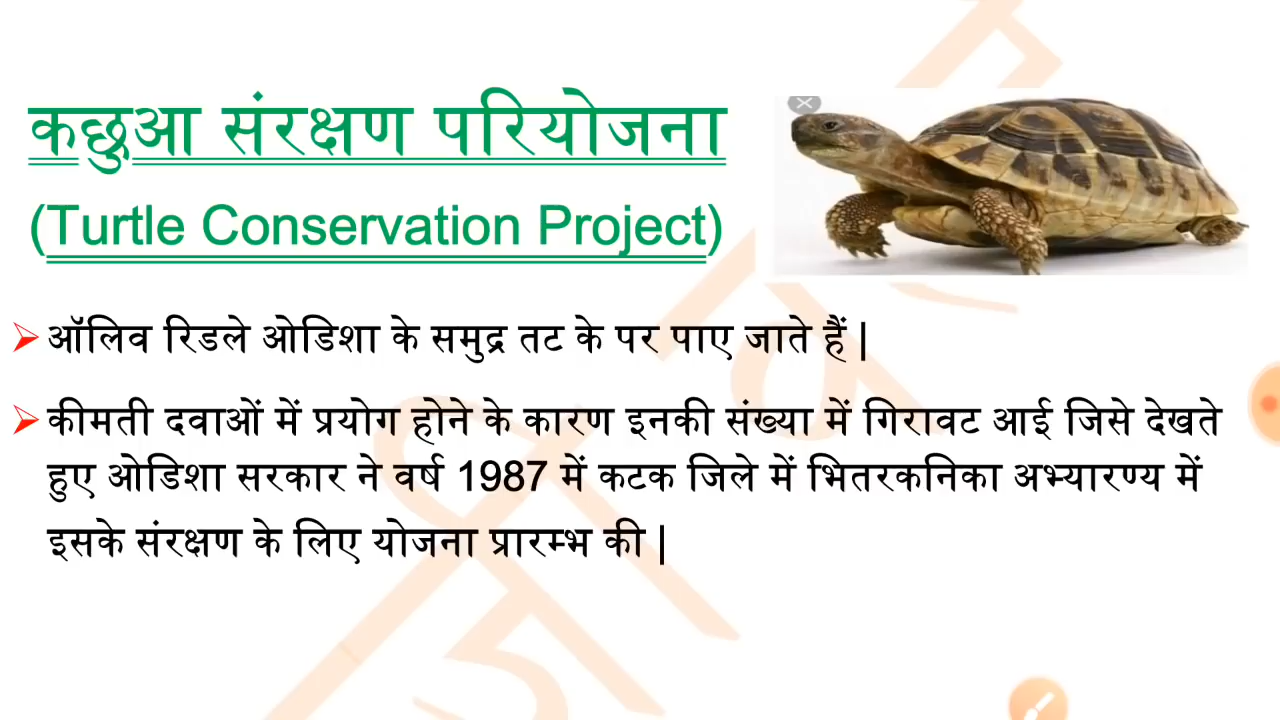 कछुआ संरक्षण परियोजना
(Turtle Conservation Project)
ऑलिव रिडले ओडिशा के समुद्र तट के पर पाए जाते हैं |
कीमती दवाओं में प्रयोग होने के कारण इनकी संख्या में गिरावट आई जिसे देखते
हुए ओडिशा सरकार ने वर्ष 1987 में कटक जिले में भितरकनिका अभ्यारण्य में
इसके संरक्षण के लिए योजना प्रारम्भ की |